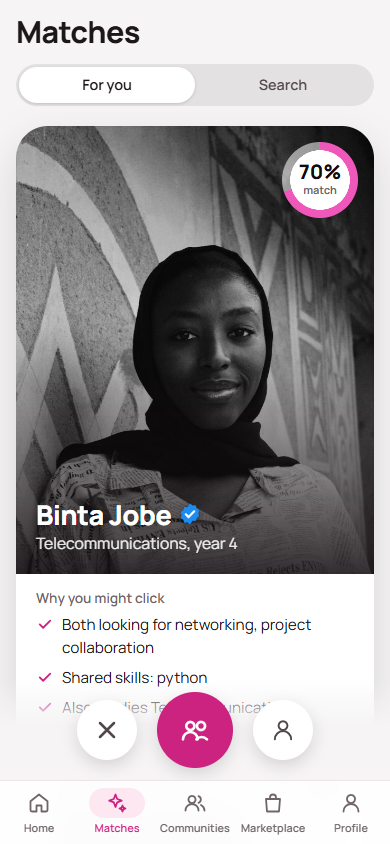 Matches
For you
Search
70%
match
Binta Jobe
Telecommunications, year 4
Why you might click
Both looking for networking, project
collaboration
Shared skills: python
Home
Matches
Communities
Marketplace
Profile